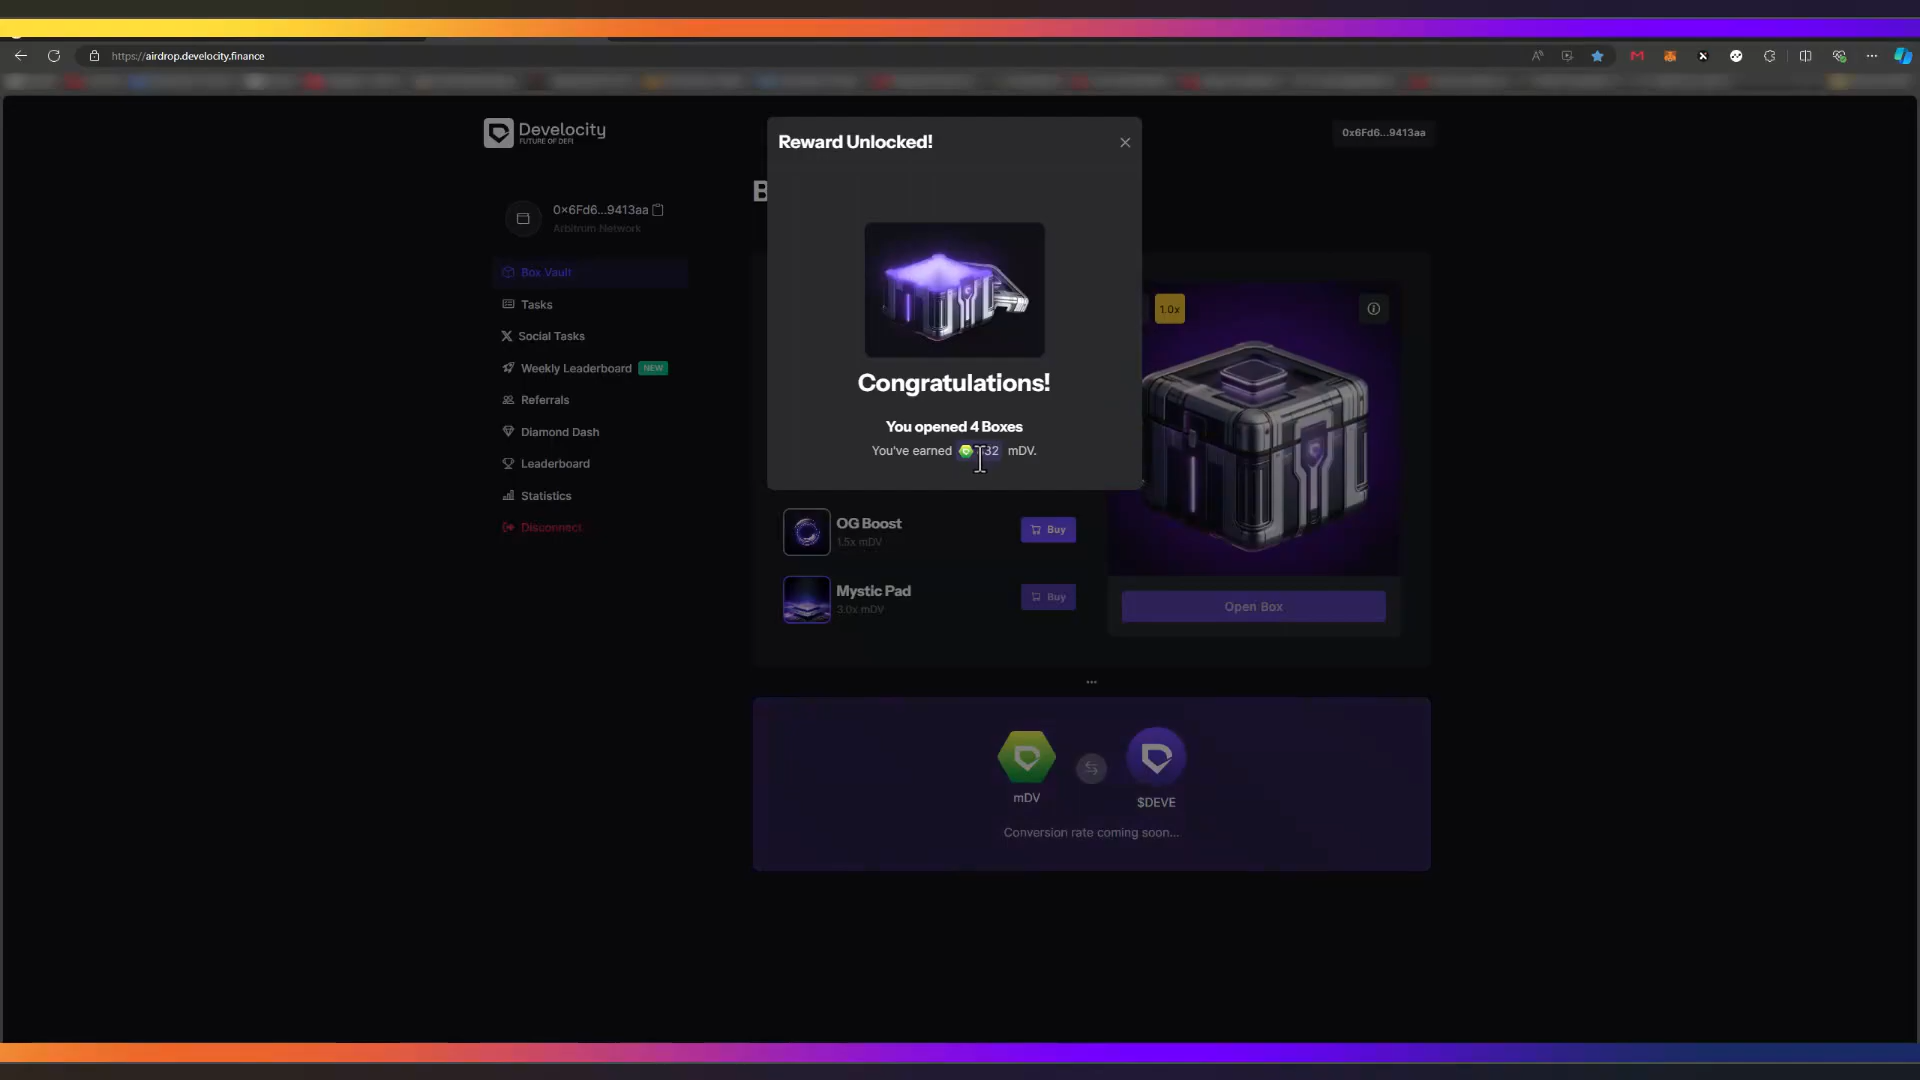 https://airdrop.develocity.finance
Develocity
FUTURE OF DEFI
0x6Fd6...9413aa
0x6Fd6...9413aa
Arbitrum Network
Box Vault
Tasks
Social Tasks
Weekly Leaderboard NEW
Referrals
Diamond Dash
Leaderboard
Statistics
Disconnect
B
Reward Unlocked!
Congratulations!
You opened 4 Boxes
You've earned mDV.
OG Boost
1.5x mDV
Buy
Mystic Pad
3.0x mDV
Buy
1.0x
Open Box
...
mDV
$DEVE
Conversion rate coming soon...